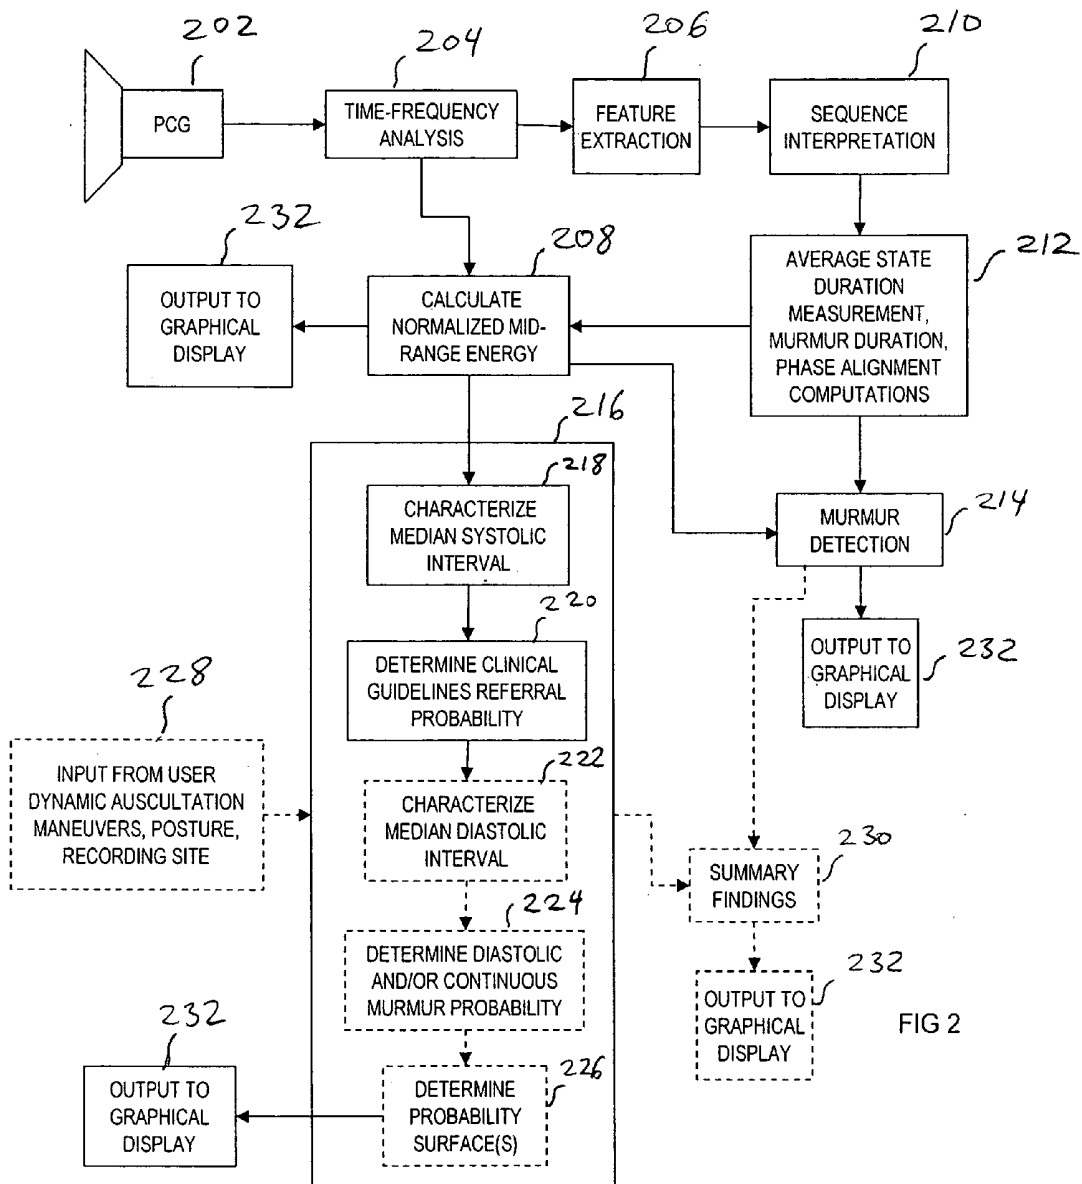 202
204
206
210
PCG
TIME-FREQUENCY
ANALYSIS
FEATURE
EXTRACTION
SEQUENCE
INTERPRETATION
232
208
212
OUTPUT TO
GRAPHICAL
DISPLAY
CALCULATE
NORMALIZED MID-
RANGE ENERGY
AVERAGE STATE
DURATION
MEASUREMENT,
MURMUR DURATION,
PHASE ALIGNMENT
COMPUTATIONS
216
218
CHARACTERIZE
MEDIAN SYSTOLIC
INTERVAL
214
MURMUR
DETECTION
220
DETERMINE CLINICAL
GUIDELINES REFERRAL
PROBABILITY
232
OUTPUT TO
GRAPHICAL
DISPLAY
228
INPUT FROM USER
DYNAMIC AUSCULTATION
MANEUVERS, POSTURE,
RECORDING SITE
222
CHARACTERIZE
MEDIAN DIASTOLIC
INTERVAL
230
SUMMARY
FINDINGS
224
DETERMINE DIASTOLIC
AND/OR CONTINUOUS
MURMUR PROBABILITY
232
OUTPUT TO
GRAPHICAL
DISPLAY
FIG 2
232
OUTPUT TO
GRAPHICAL
DISPLAY
226
DETERMINE
PROBABILITY
SURFACE(S)